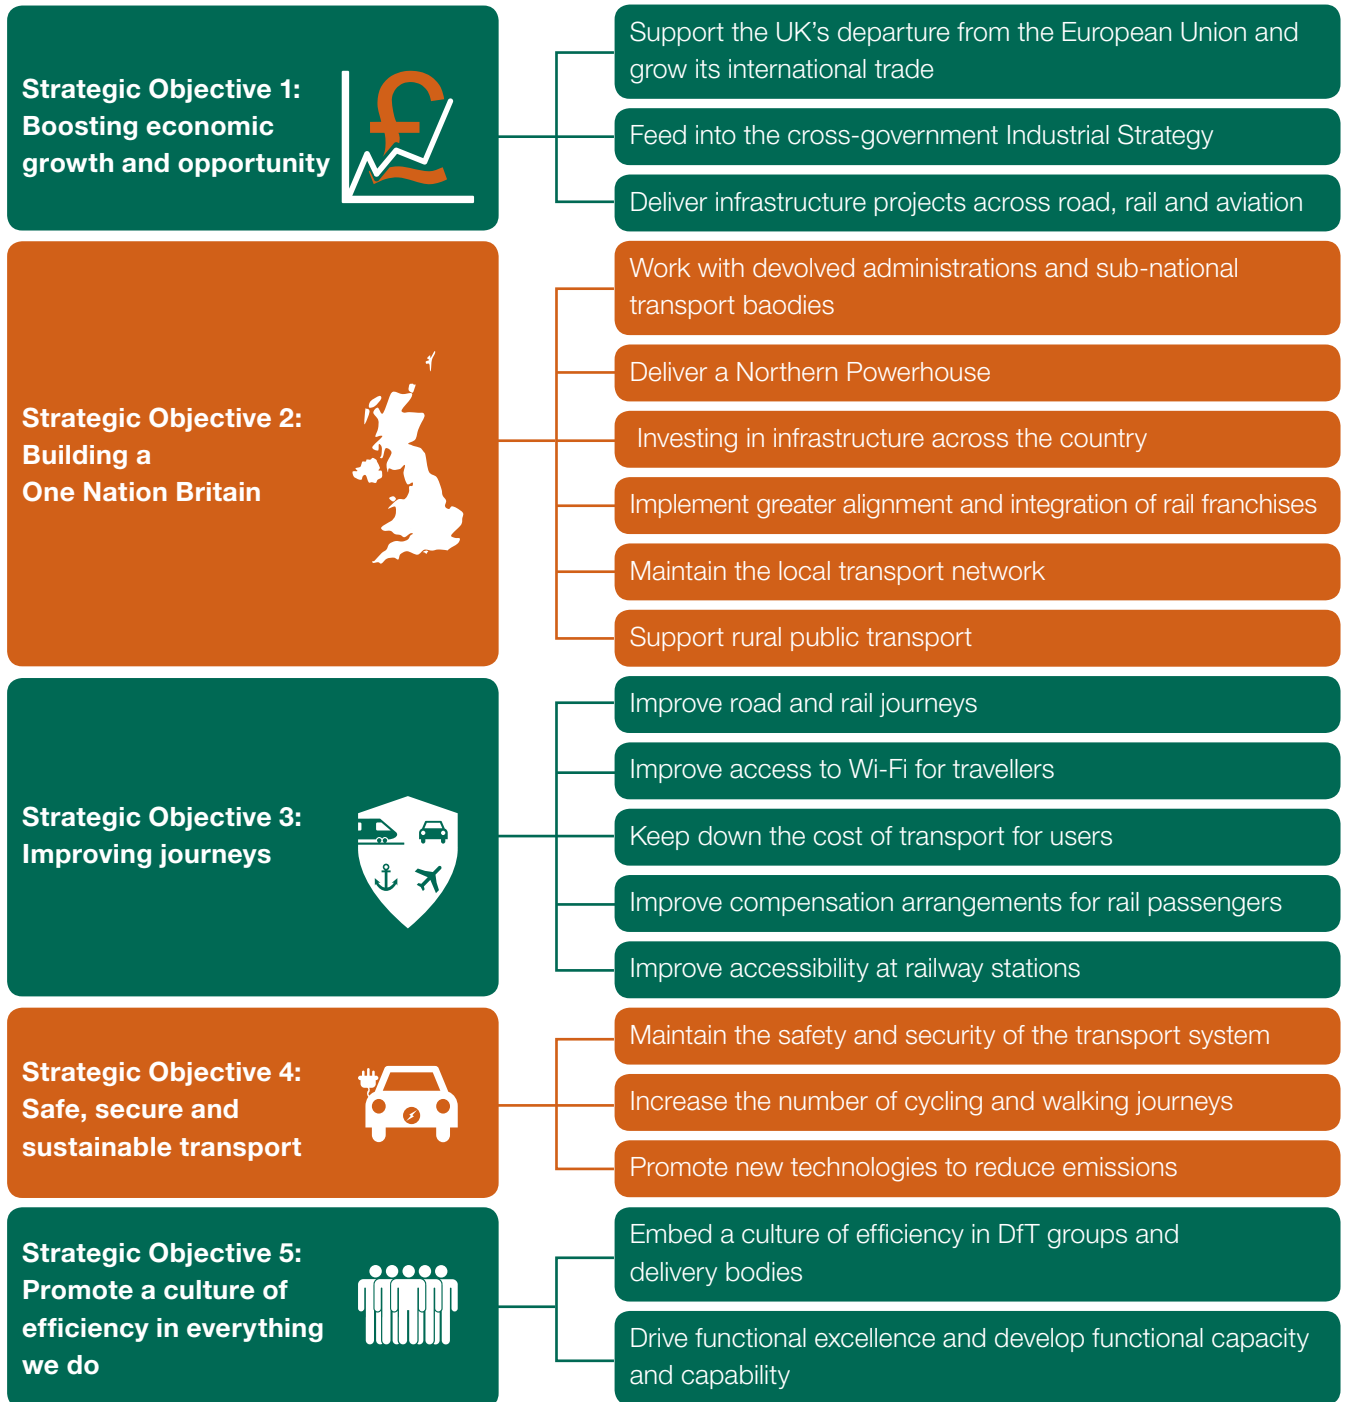 Strategic Objective 1:
Boosting economic
growth and opportunity
Support the UK’s departure from the European Union and
grow its international trade
Feed into the cross-government Industrial Strategy
Deliver infrastructure projects across road, rail and aviation
Strategic Objective 2:
Building a
One Nation Britain
Work with devolved administrations and sub-national
transport baodies
Deliver a Northern Powerhouse
Investing in infrastructure across the country
Implement greater alignment and integration of rail franchises
Maintain the local transport network
Support rural public transport
Strategic Objective 3:
Improving journeys
Improve road and rail journeys
Improve access to Wi-Fi for travellers
Keep down the cost of transport for users
Improve compensation arrangements for rail passengers
Improve accessibility at railway stations
Strategic Objective 4:
Safe, secure and
sustainable transport
Maintain the safety and security of the transport system
Increase the number of cycling and walking journeys
Promote new technologies to reduce emissions
Strategic Objective 5:
Promote a culture of
efficiency in everything
we do
Embed a culture of efficiency in DfT groups and
delivery bodies
Drive functional excellence and develop functional capacity
and capability